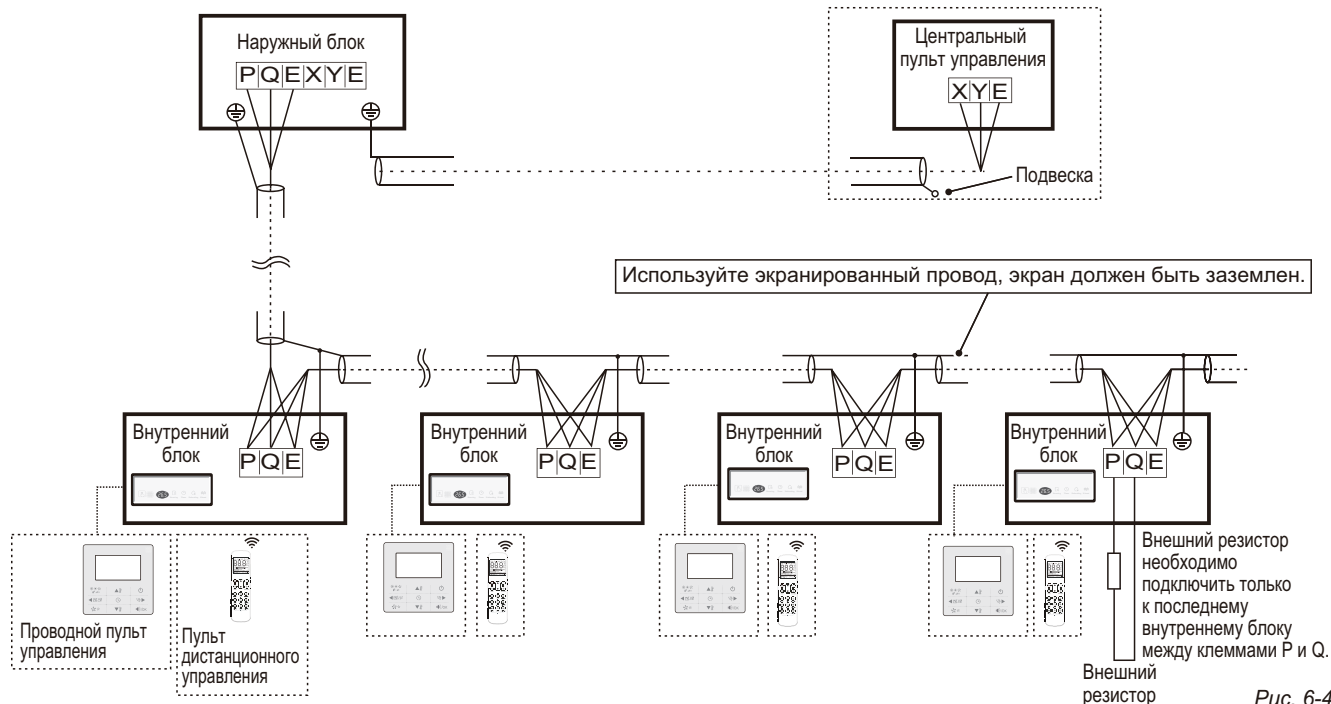 Наружный блок
P Q E X Y E
Центральный
пульт управления
X Y E
Подвеска
Используйте экранированный провод, экран должен быть заземлен.
Внутренний
блок
P Q E
Внутренний
блок
P Q E
Внутренний
блок
P Q E
Внутренний
блок
P Q E
Проводной пульт
управления
Пульт
дистанционного
управления
Внешний резистор
необходимо
подключить только
к последнему
внутреннему блоку
между клеммами P и Q.
Внешний
резистор
Рис. 6-4